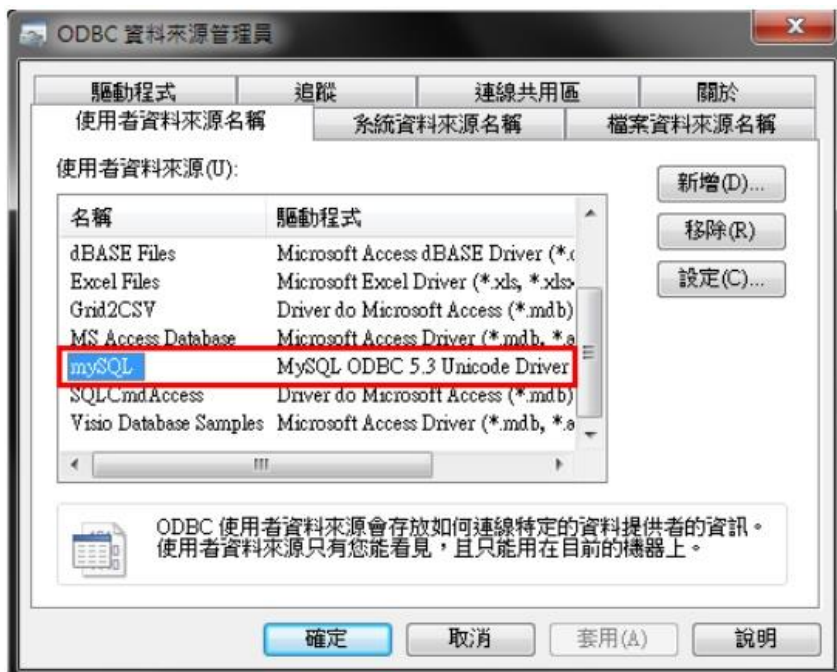 ODBC 資料來源管理員
驅動程式 追蹤 連線共用區 關於
使用者資料來源名稱 系統資料來源名稱 檔案資料來源名稱
使用者資料來源(U):
新增(D)...
移除(R)
設定(C)...
名稱 驅動程式
dBASE Files Microsoft Access dBASE Driver (*.
Excel Files Microsoft Excel Driver (*.xls, *.xlsx
Grid2CSV Driver do Microsoft Access (*.mdb)
MS Access Database Microsoft Access Driver (*.mdb, *.a
mySQL MySQL ODBC 5.3 Unicode Driver
SQLCmdAccess Driver do Microsoft Access (*.mdb)
Visio Database Samples Microsoft Access Driver (*.mdb, *.a
ODBC 使用者資料來源會存放如何連線特定的資料提供者的資訊。
使用者資料來源只有您能看見，且只能用在目前的機器上。
確定 取消 套用(A) 說明